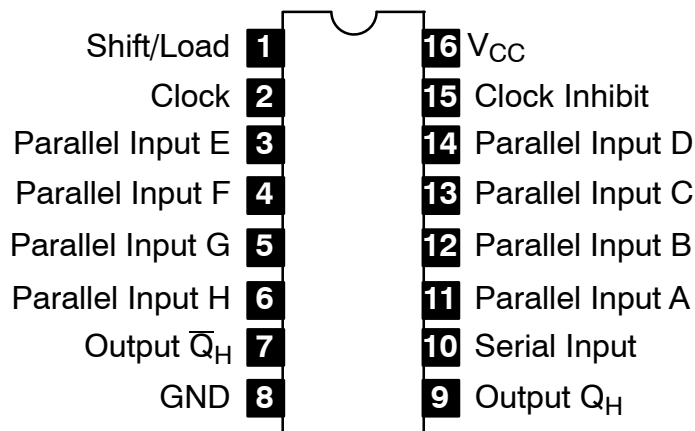 Shift/Load 1 16 VCC
Clock 2 15 Clock Inhibit
Parallel Input E 3 14 Parallel Input D
Parallel Input F 4 13 Parallel Input C
Parallel Input G 5 12 Parallel Input B
Parallel Input H 6 11 Parallel Input A
Output Q̅H 7 10 Serial Input
GND 8 9 Output QH